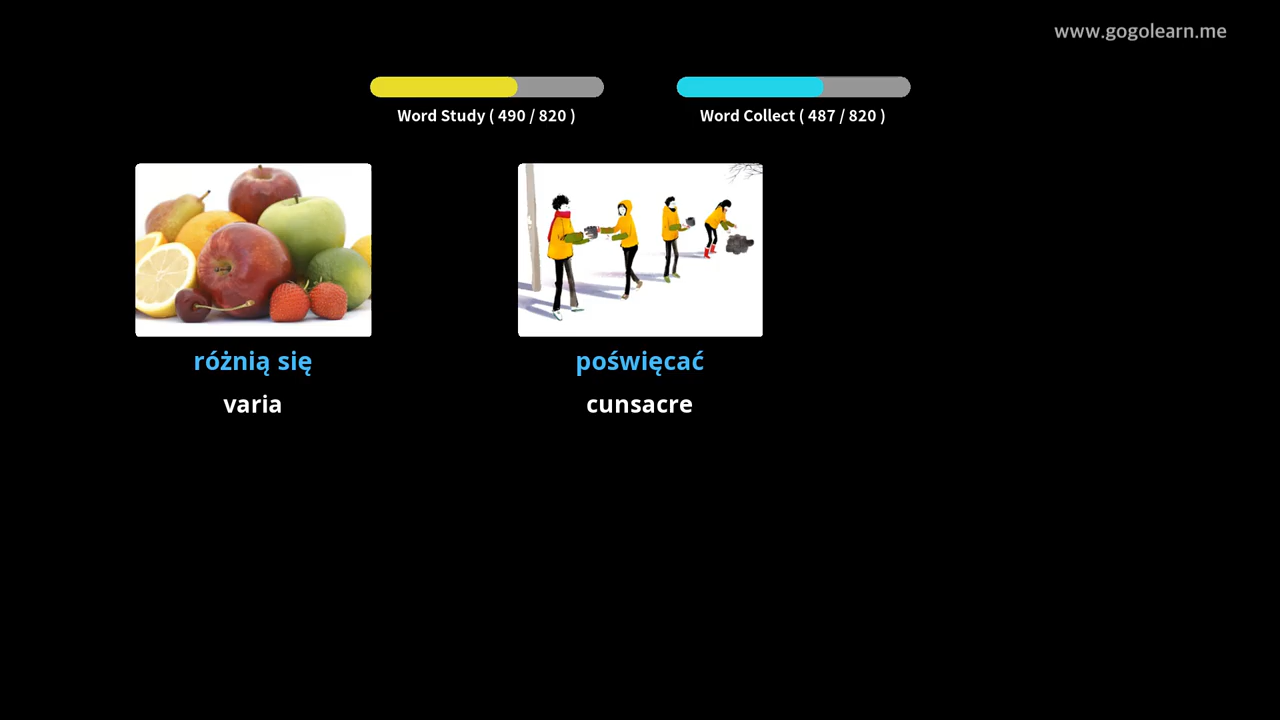 www.gogolearn.me
Word Study ( 490 / 820 )
Word Collect ( 487 / 820 )
różnią się
varia
poświęcać
cunsacre